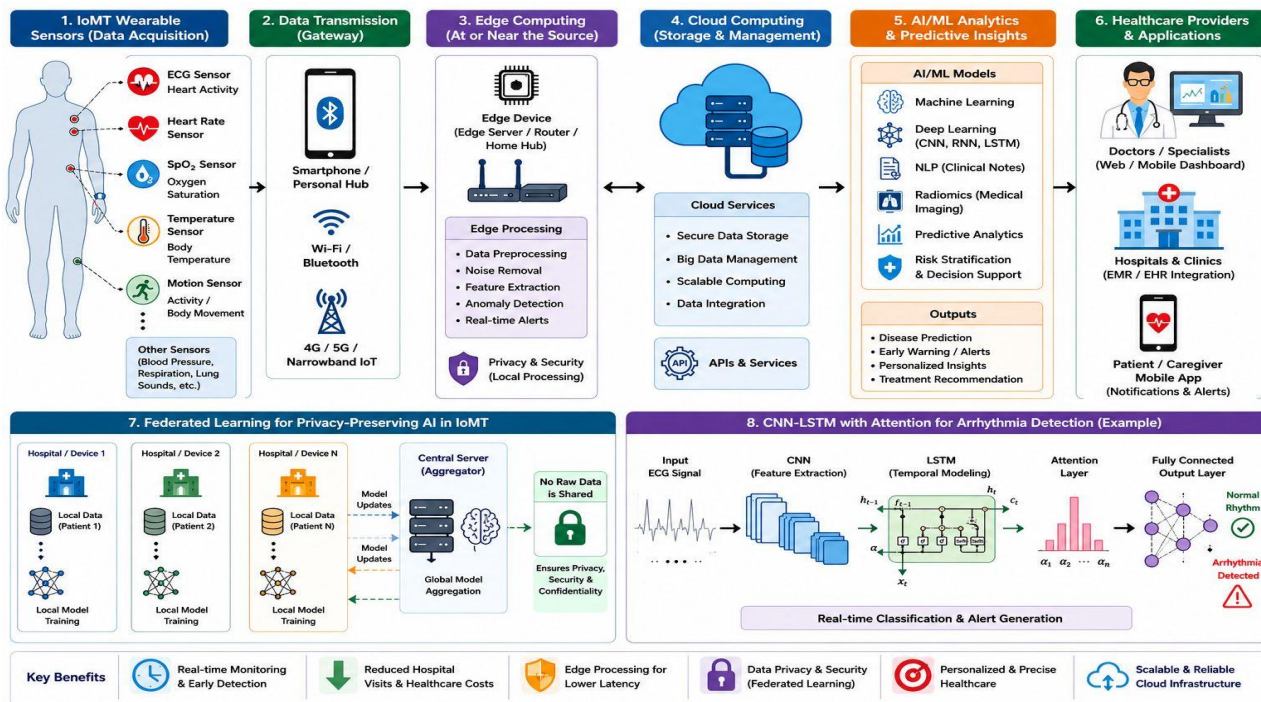 1. IoMT Wearable
Sensors (Data Acquisition)
ECG Sensor
Heart Activity
Heart Rate
Sensor
SpO₂ Sensor
O₂
Oxygen
Saturation
Temperature
Sensor
Body
Temperature
Motion Sensor
Activity /
Body Movement
Other Sensors
(Blood Pressure,
Respiration, Lung
Sounds, etc.)
2. Data Transmission
(Gateway)
Smartphone /
Personal Hub
Wi-Fi /
Bluetooth
4G / 5G /
Narrowband IoT
3. Edge Computing
(At or Near the Source)
Edge Device
(Edge Server / Router /
Home Hub)
Edge Processing
• Data Preprocessing
• Noise Removal
• Feature Extraction
• Anomaly Detection
• Real-time Alerts
Privacy & Security
(Local Processing)
4. Cloud Computing
(Storage & Management)
Cloud Services
• Secure Data Storage
• Big Data Management
• Scalable Computing
• Data Integration
API
APIs & Services
5. AI/ML Analytics
& Predictive Insights
AI/ML Models
Machine Learning
Deep Learning
(CNN, RNN, LSTM)
NLP (Clinical Notes)
Radiomics (Medical
Imaging)
Predictive Analytics
Risk Stratification
& Decision Support
Outputs
• Disease Prediction
• Early Warning / Alerts
• Personalized Insights
• Treatment Recommendation
6. Healthcare Providers
& Applications
Doctors / Specialists
(Web / Mobile Dashboard)
Hospitals & Clinics
(EMR / EHR Integration)
Patient / Caregiver
Mobile App
(Notifications & Alerts)
7. Federated Learning for Privacy-Preserving AI in IoMT
Hospital / Device 1
Local Data
(Patient 1)
Local Model
Training
Hospital / Device 2
Local Data
(Patient 2)
Local Model
Training
Hospital / Device N
Local Data
(Patient N)
Local Model
Training
Model
Updates
Model
Updates
Central Server
(Aggregator)
Global Model
Aggregation
No Raw Data
is Shared
Ensures Privacy,
Security &
Confidentiality
8. CNN-LSTM with Attention for Arrhythmia Detection (Example)
Input
ECG Signal
CNN
(Feature Extraction)
LSTM
(Temporal Modeling)
hₜ
hₜ₋₁
fₜ₋₁
cₜ
α
xₜ
Attention
Layer
α₁ α₂ ⋯ αₙ
Fully Connected
Output Layer
Normal
Rhythm
Arrhythmia
Detected
Real-time Classification & Alert Generation
Key Benefits
Real-time Monitoring
& Early Detection
Reduced Hospital
Visits & Healthcare Costs
Edge Processing for
Lower Latency
Data Privacy & Security
(Federated Learning)
Personalized & Precise
Healthcare
Scalable & Reliable
Cloud Infrastructure